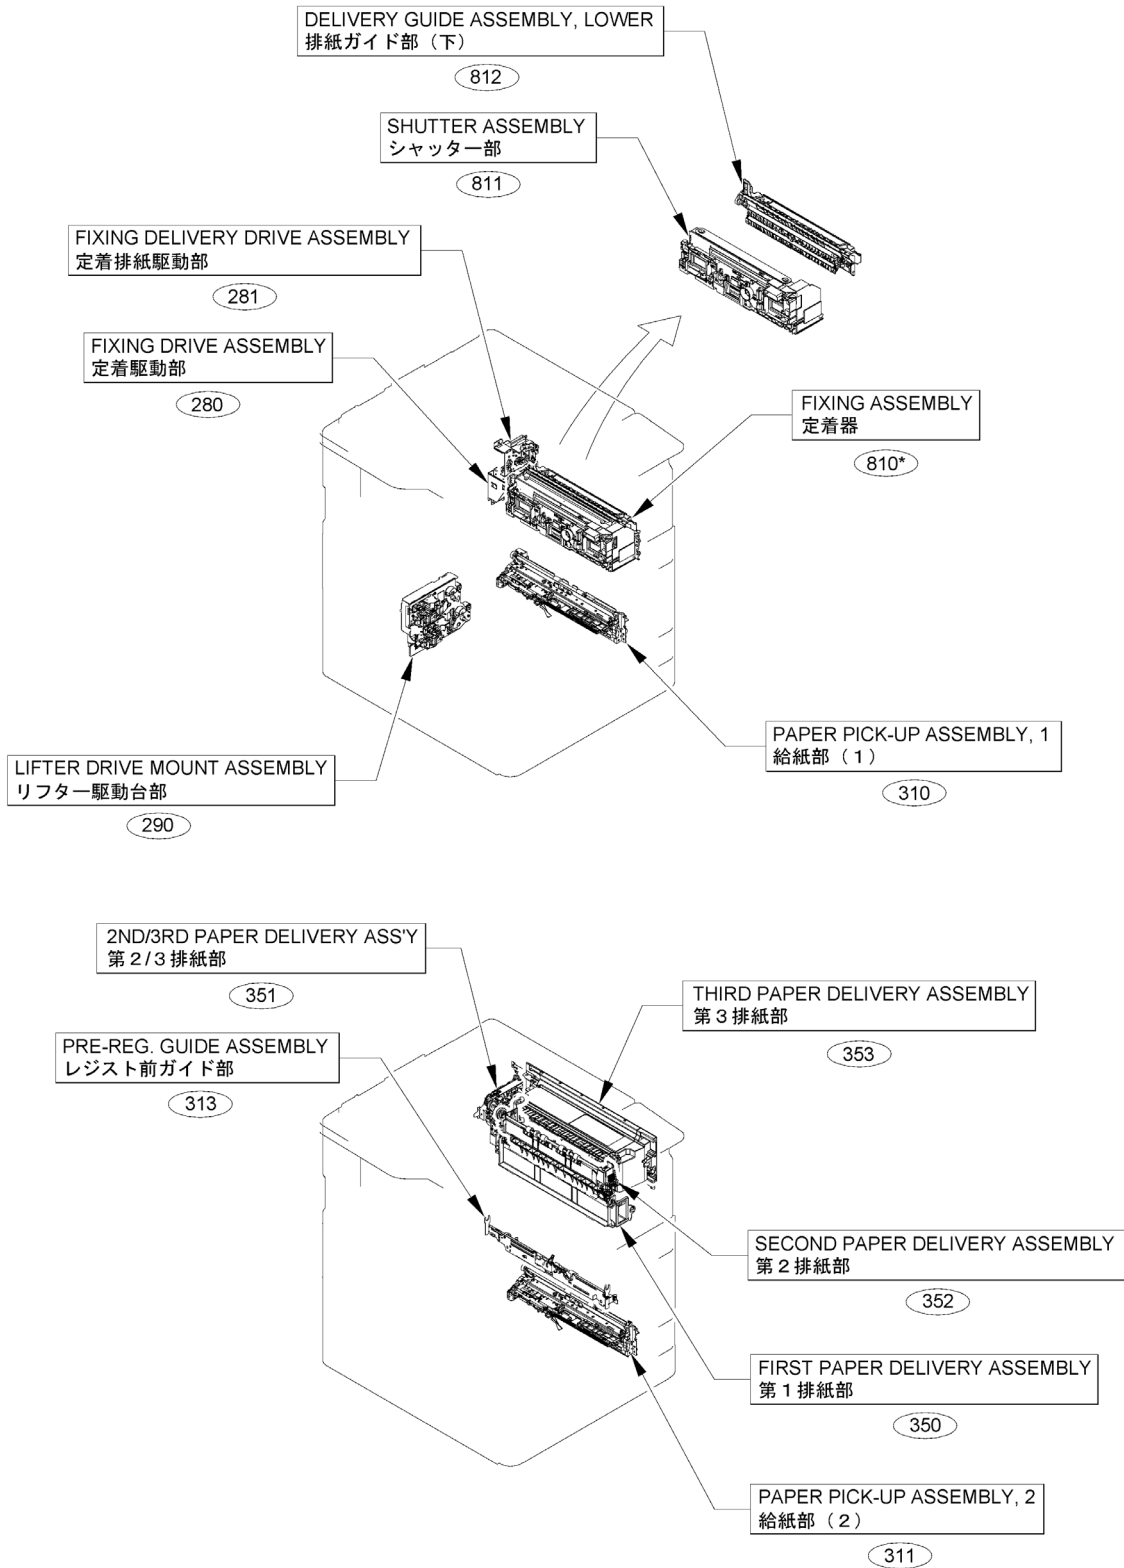 DELIVERY GUIDE ASSEMBLY, LOWER
排紙ガイド部（下）
812
SHUTTER ASSEMBLY
シャッター部
811
FIXING DELIVERY DRIVE ASSEMBLY
定着排紙駆動部
281
FIXING DRIVE ASSEMBLY
定着駆動部
280
FIXING ASSEMBLY
定着器
810*
PAPER PICK-UP ASSEMBLY, 1
給紙部（１）
310
LIFTER DRIVE MOUNT ASSEMBLY
リフター駆動台部
290
2ND/3RD PAPER DELIVERY ASS'Y
第２/３排紙部
351
THIRD PAPER DELIVERY ASSEMBLY
第３排紙部
353
PRE-REG. GUIDE ASSEMBLY
レジスト前ガイド部
313
SECOND PAPER DELIVERY ASSEMBLY
第２排紙部
352
FIRST PAPER DELIVERY ASSEMBLY
第１排紙部
350
PAPER PICK-UP ASSEMBLY, 2
給紙部（２）
311